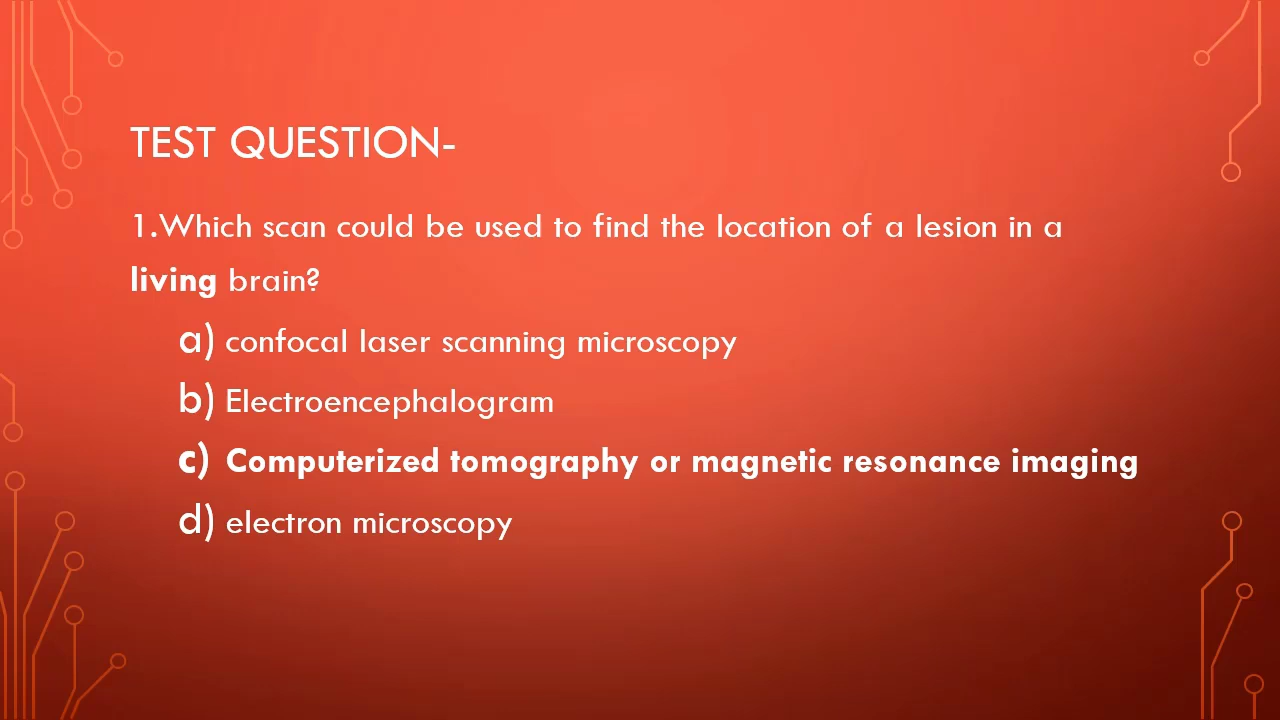 TEST QUESTION-
1.Which scan could be used to find the location of a lesion in a
living brain?
a) confocal laser scanning microscopy
b) Electroencephalogram
c) Computerized tomography or magnetic resonance imaging
d) electron microscopy